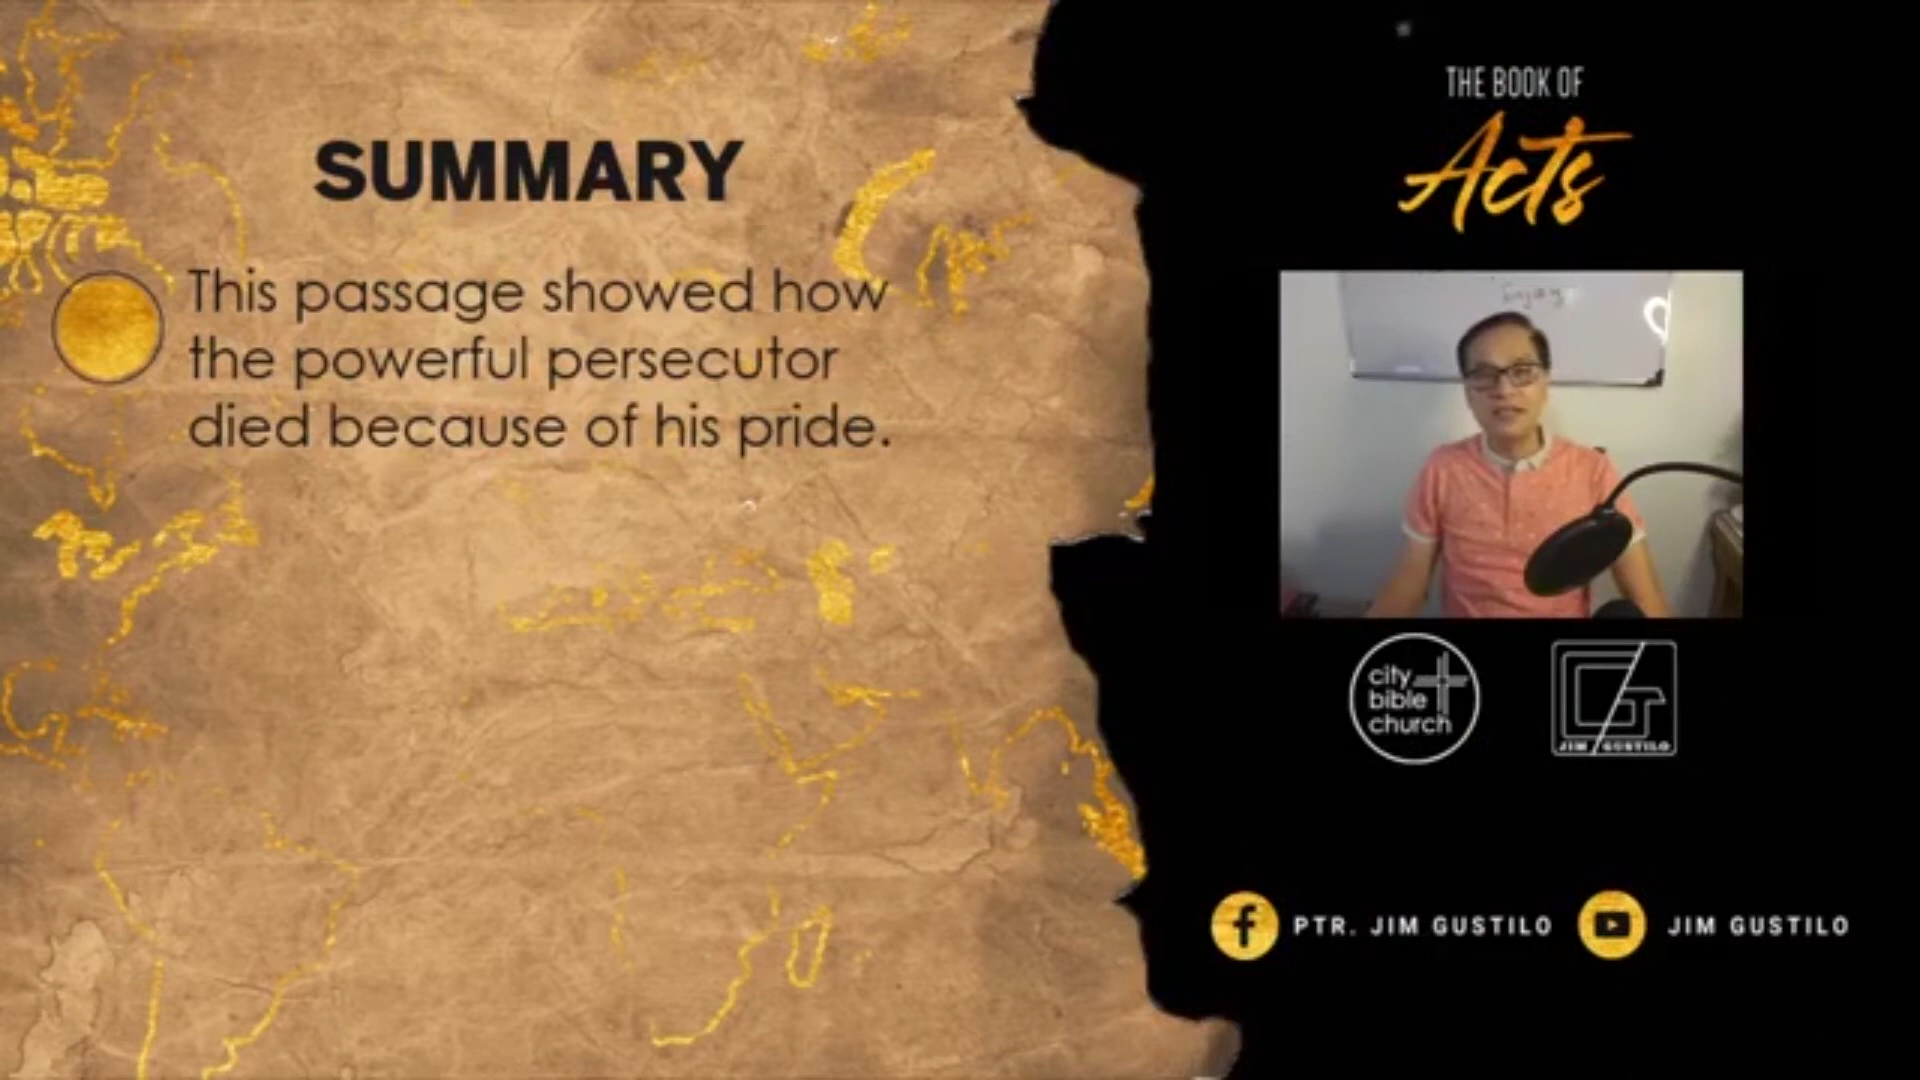 SUMMARY
This passage showed how
the powerful persecutor
died because of his pride.
THE BOOK OF
Acts
Enjoy
city
bible
church
JIM GUSTILO
PTR. JIM GUSTILO
JIM GUSTILO